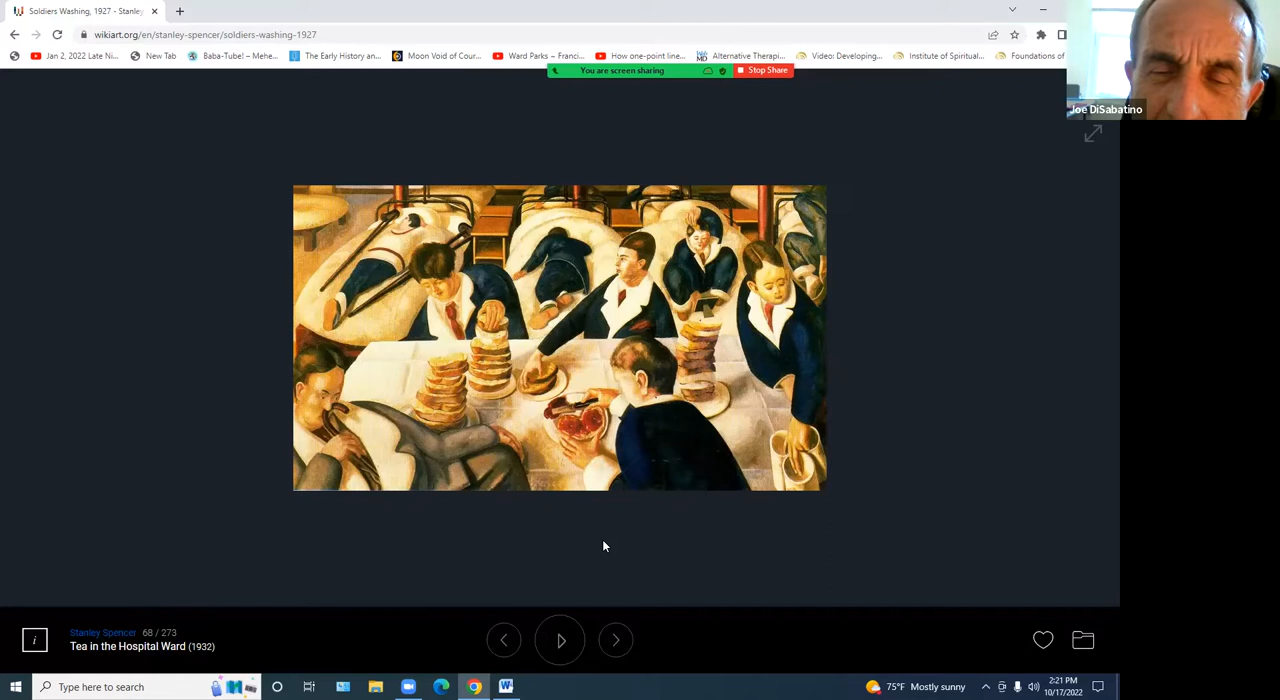 Soldiers Washing, 1927 - Stanley
wikiart.org/en/stanley-spencer/soldiers-washing-1927
Jan 2, 2022 Late Ni... New Tab Baba-Tube! – Mehe... The Early History an... Moon Void of Cour... Ward Parks – Franci... How one-point line... Alternative Therapi... Video: Developing... Institute of Spiritual... Foundations of
You are screen sharing Stop Share
Joe DiSabatino
Stanley Spencer 68 / 273
Tea in the Hospital Ward (1932)
Type here to search
75°F Mostly sunny
2:21 PM
10/17/2022